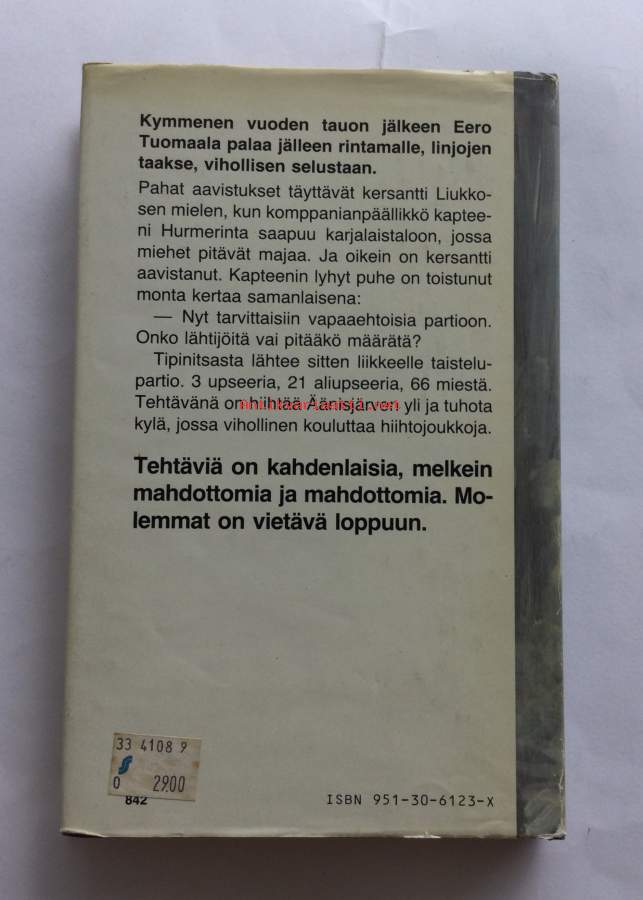 Kymmenen vuoden tauon jälkeen Eero
Tuomaala palaa jälleen rintamalle, linjojen
taakse, vihollisen selustaan.
Pahat aavistukset täyttävät kersantti Liukko-
sen mielen, kun komppanianpäällikkö kaptee-
ni Hurmerinta saapuu karjalaistaloon, jossa
miehet pitävät majaa. Ja oikein on kersantti
aavistanut. Kapteenin lyhyt puhe on toistunut
monta kertaa samanlaisena:
— Nyt tarvittaisiin vapaaehtoisia partioon.
Onko lähtijöitä vai pitääkö määrätä?
Tipinitsasta lähtee sitten liikkeelle taistelu-
partio. 3 upseeria, 21 aliupseeria, 66 miestä.
Tehtävänä on hiihtää Äänisjärven yli ja tuhota
kylä, jossa vihollinen kouluttaa hiihtojoukkoja.
Tehtäviä on kahdenlaisia, melkein
mahdottomia ja mahdottomia. Mo-
lemmat on vietävä loppuun.
33 4108 9
0 2900
842
ISBN 951-30-6123-X